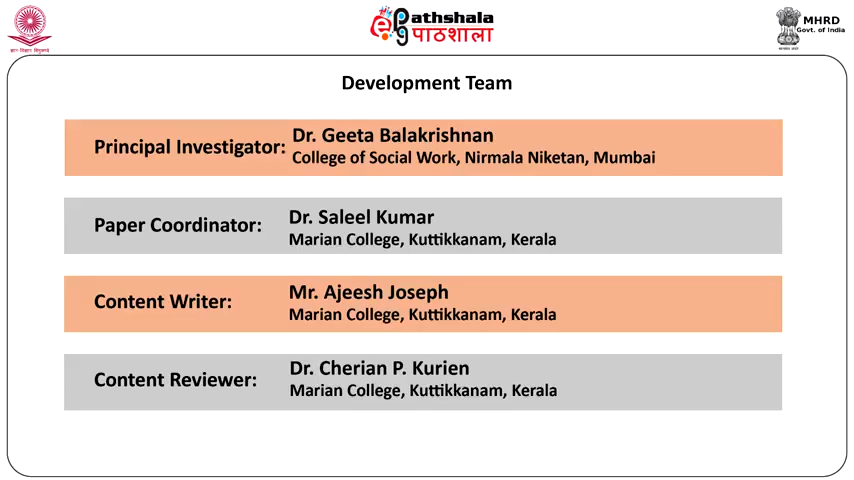 ज्ञान-विज्ञान विमुक्तये
ePathshala
पाठशाला
MHRD
Govt. of India
Development Team
Principal Investigator: Dr. Geeta Balakrishnan
College of Social Work, Nirmala Niketan, Mumbai
Paper Coordinator: Dr. Saleel Kumar
Marian College, Kuttikkanam, Kerala
Content Writer: Mr. Ajeesh Joseph
Marian College, Kuttikkanam, Kerala
Content Reviewer: Dr. Cherian P. Kurien
Marian College, Kuttikkanam, Kerala